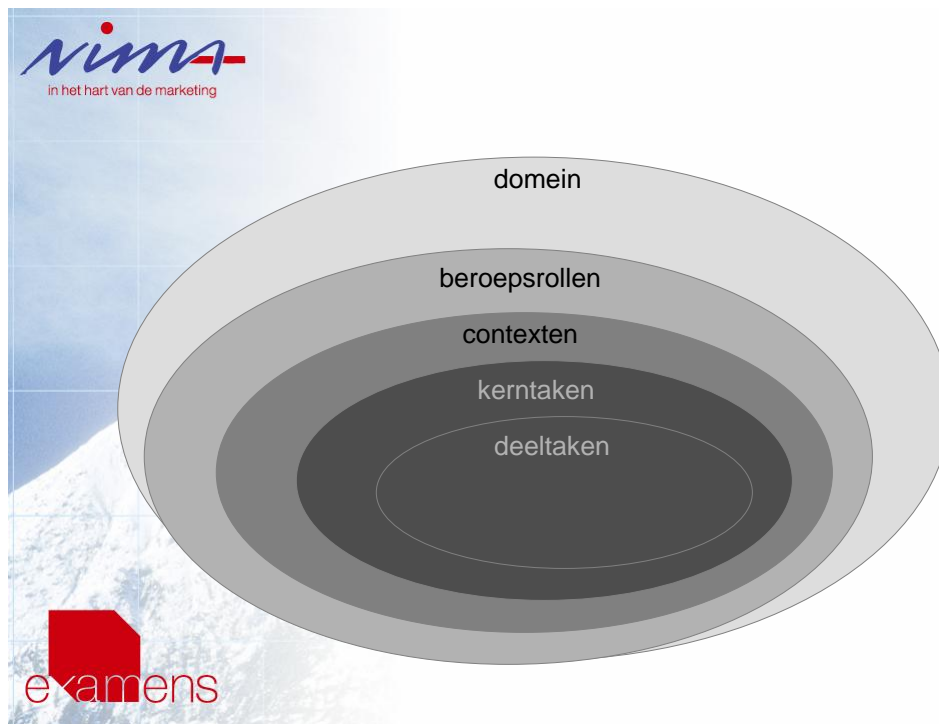 NIMA
in het hart van de marketing
domein
beroepsrollen
contexten
kerntaken
deeltaken
examens